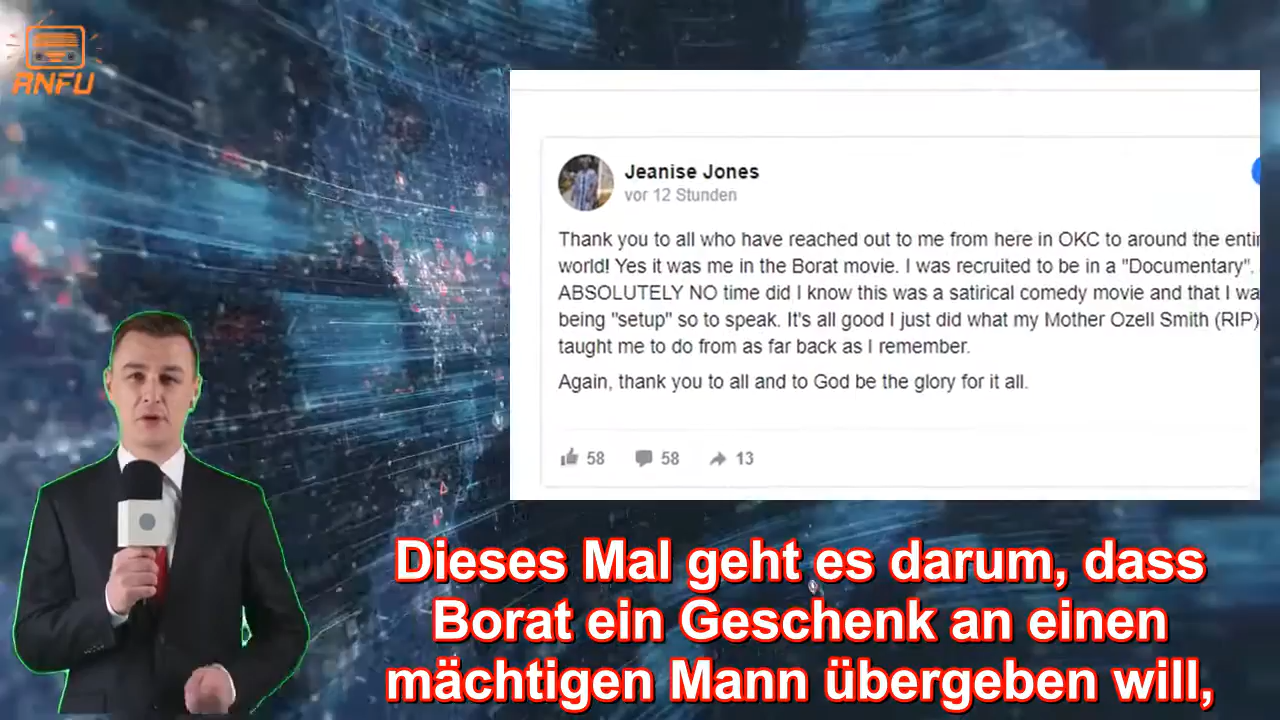 RNFU
Jeanise Jones
vor 12 Stunden
Thank you to all who have reached out to me from here in OKC to around the entir
world! Yes it was me in the Borat movie. I was recruited to be in a "Documentary".
ABSOLUTELY NO time did I know this was a satirical comedy movie and that I wa
being "setup" so to speak. It's all good I just did what my Mother Ozell Smith (RIP)
taught me to do from as far back as I remember.
Again, thank you to all and to God be the glory for it all.
58 58 13
Dieses Mal geht es darum, dass
Borat ein Geschenk an einen
mächtigen Mann übergeben will,